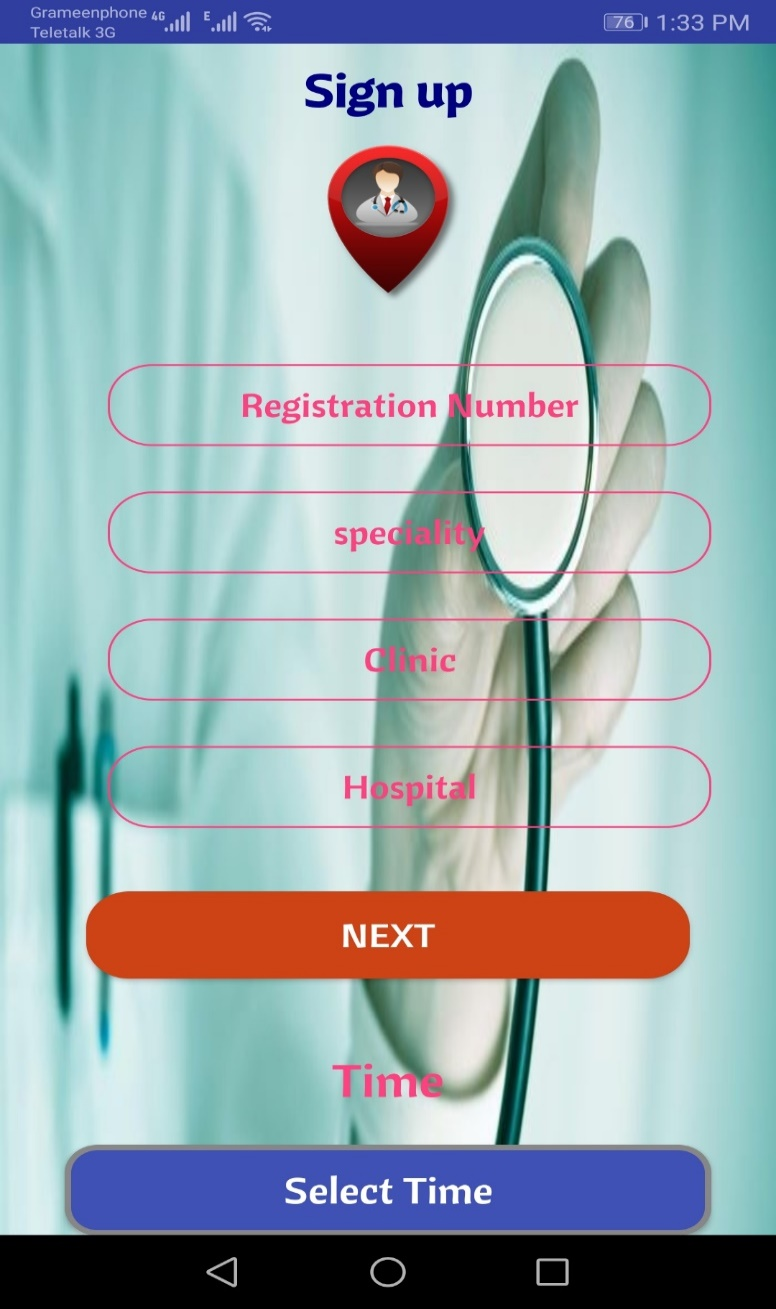 Grameenphone 4G E 76 1:33 PM
Teletalk 3G
Sign up
Registration Number
speciality
Clinic
Hospital
NEXT
Time
Select Time